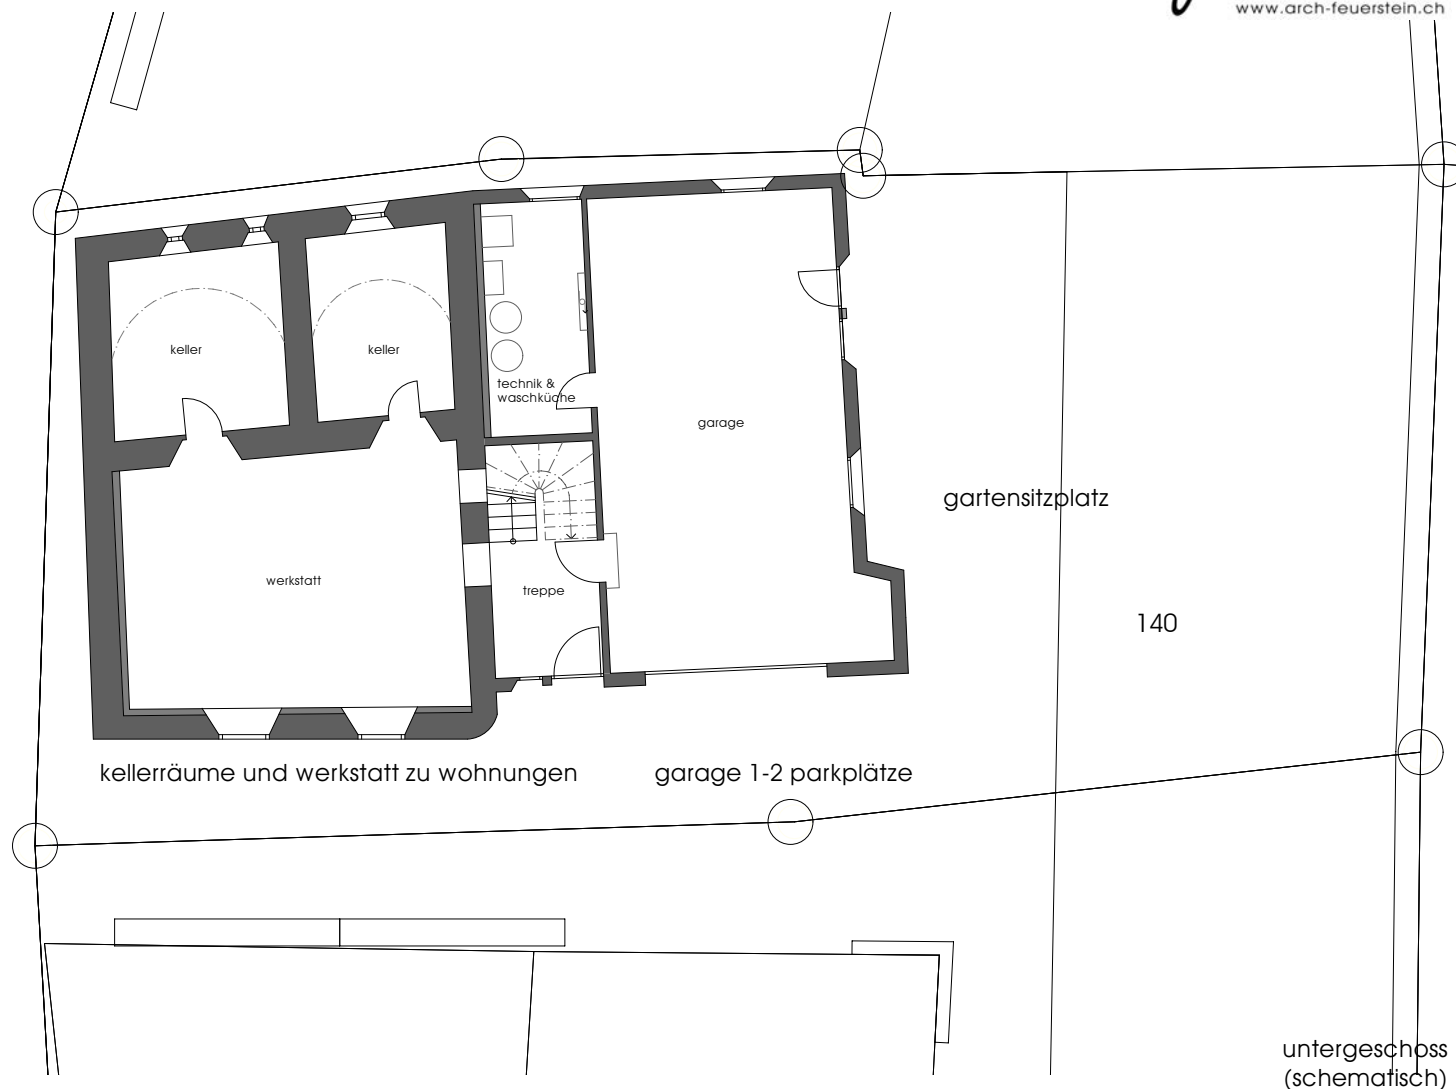 www.arch-feuerstein.ch
keller
keller
technik &
waschküche
garage
gartensitzplatz
werkstatt
treppe
140
kellerräume und werkstatt zu wohnungen
garage 1-2 parkplätze
untergeschoss
(schematisch)